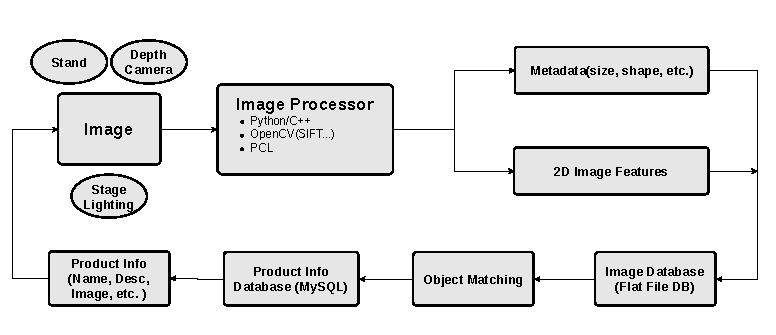 Stand
Depth
Camera
Image
Stage
Lighting
Image Processor
Python/C++
OpenCV(SIFT...)
PCL
Metadata(size, shape, etc.)
2D Image Features
Product Info
(Name, Desc,
Image, etc. )
Product Info
Database (MySQL)
Object Matching
Image Database
(Flat File DB)